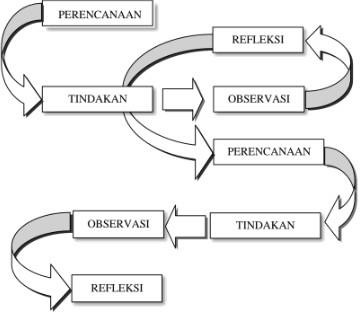 PERENCANAAN
REFLEKSI
TINDAKAN
OBSERVASI
PERENCANAAN
OBSERVASI
TINDAKAN
REFLEKSI